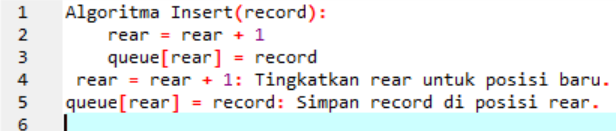 1 Algoritma Insert(record):
2 rear = rear + 1
3 queue[rear] = record
4 rear = rear + 1: Tingkatkan rear untuk posisi baru.
5 queue[rear] = record: Simpan record di posisi rear.
6